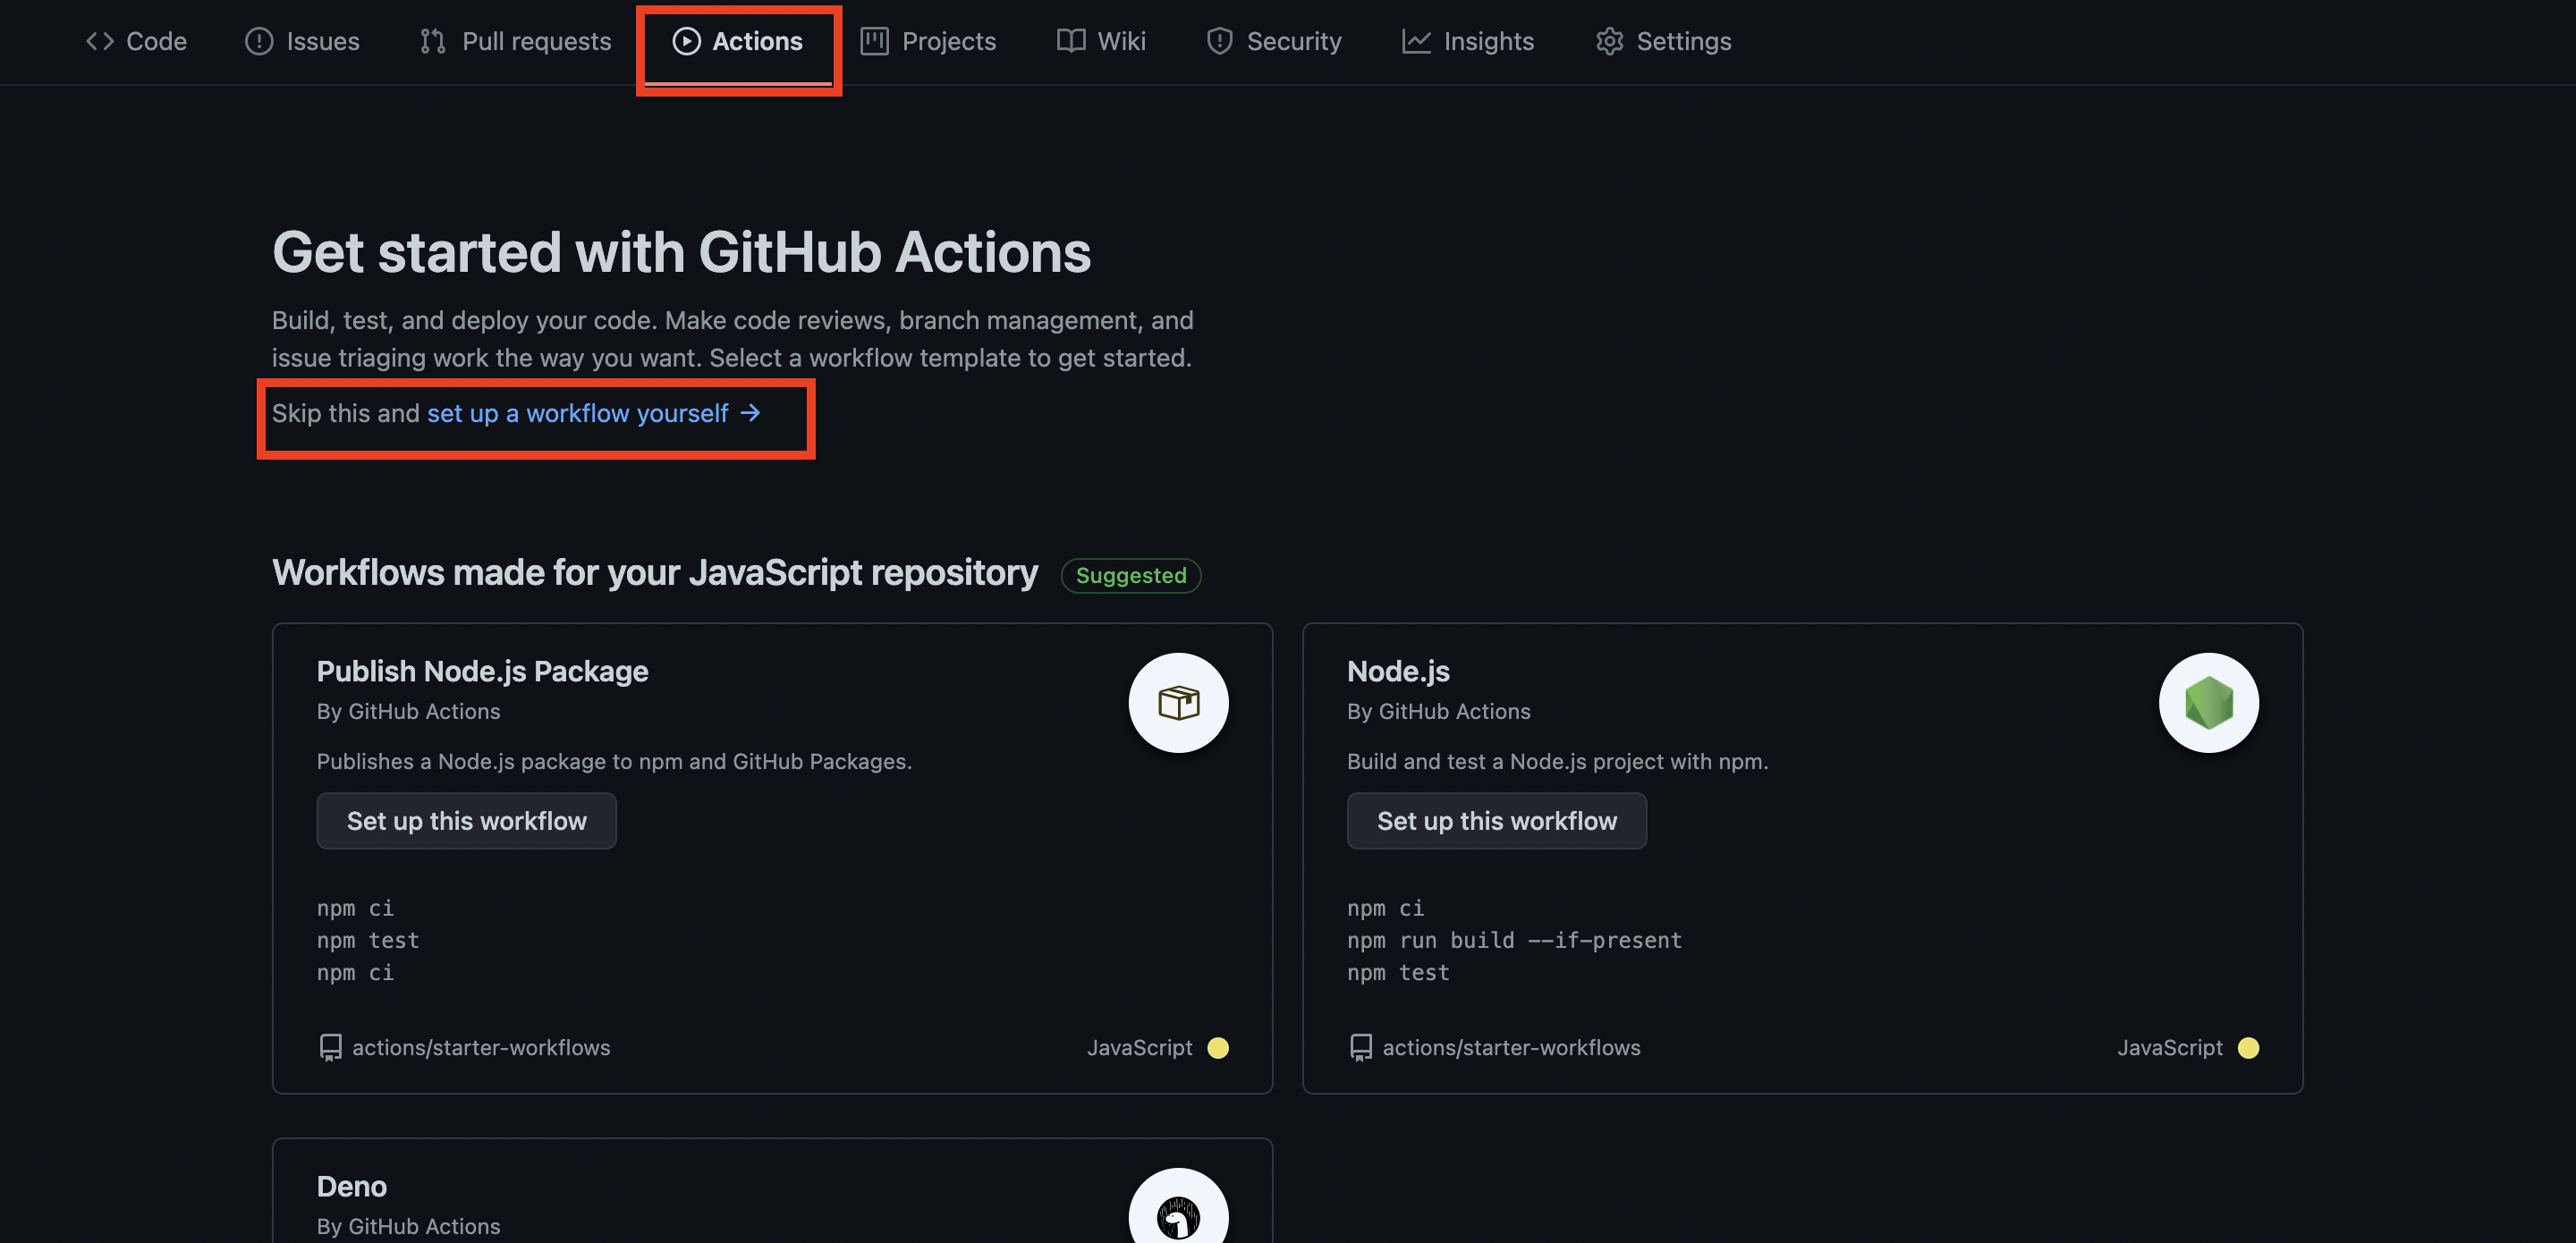 Code Issues Pull requests Actions Projects Wiki Security Insights Settings
Get started with GitHub Actions
Build, test, and deploy your code. Make code reviews, branch management, and
issue triaging work the way you want. Select a workflow template to get started.
Skip this and set up a workflow yourself →
Workflows made for your JavaScript repository Suggested
Publish Node.js Package
By GitHub Actions
Publishes a Node.js package to npm and GitHub Packages.
Set up this workflow
npm ci
npm test
npm ci
actions/starter-workflows JavaScript
Node.js
By GitHub Actions
Build and test a Node.js project with npm.
Set up this workflow
npm ci
npm run build --if-present
npm test
actions/starter-workflows JavaScript
Deno
By GitHub Actions